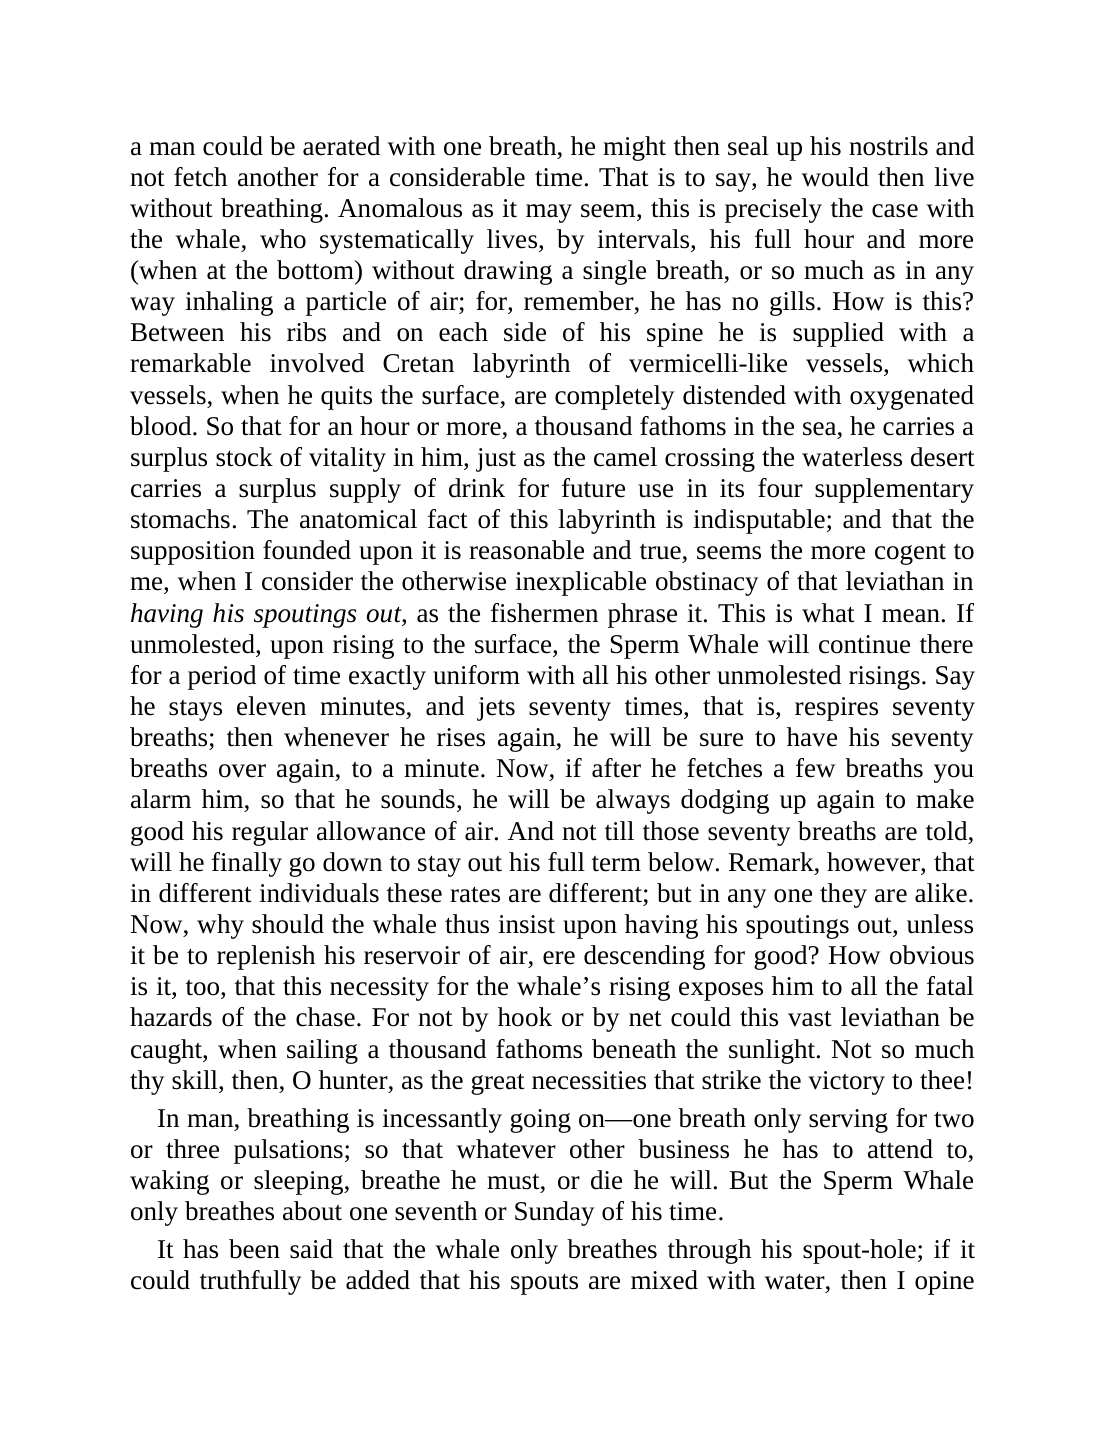 a man could be aerated with one breath, he might then seal up his nostrils and
not fetch another for a considerable time. That is to say, he would then live
without breathing. Anomalous as it may seem, this is precisely the case with
the whale, who systematically lives, by intervals, his full hour and more
(when at the bottom) without drawing a single breath, or so much as in any
way inhaling a particle of air; for, remember, he has no gills. How is this?
Between his ribs and on each side of his spine he is supplied with a
remarkable involved Cretan labyrinth of vermicelli-like vessels, which
vessels, when he quits the surface, are completely distended with oxygenated
blood. So that for an hour or more, a thousand fathoms in the sea, he carries a
surplus stock of vitality in him, just as the camel crossing the waterless desert
carries a surplus supply of drink for future use in its four supplementary
stomachs. The anatomical fact of this labyrinth is indisputable; and that the
supposition founded upon it is reasonable and true, seems the more cogent to
me, when I consider the otherwise inexplicable obstinacy of that leviathan in
having his spoutings out, as the fishermen phrase it. This is what I mean. If
unmolested, upon rising to the surface, the Sperm Whale will continue there
for a period of time exactly uniform with all his other unmolested risings. Say
he stays eleven minutes, and jets seventy times, that is, respires seventy
breaths; then whenever he rises again, he will be sure to have his seventy
breaths over again, to a minute. Now, if after he fetches a few breaths you
alarm him, so that he sounds, he will be always dodging up again to make
good his regular allowance of air. And not till those seventy breaths are told,
will he finally go down to stay out his full term below. Remark, however, that
in different individuals these rates are different; but in any one they are alike.
Now, why should the whale thus insist upon having his spoutings out, unless
it be to replenish his reservoir of air, ere descending for good? How obvious
is it, too, that this necessity for the whale’s rising exposes him to all the fatal
hazards of the chase. For not by hook or by net could this vast leviathan be
caught, when sailing a thousand fathoms beneath the sunlight. Not so much
thy skill, then, O hunter, as the great necessities that strike the victory to thee!
In man, breathing is incessantly going on—one breath only serving for two
or three pulsations; so that whatever other business he has to attend to,
waking or sleeping, breathe he must, or die he will. But the Sperm Whale
only breathes about one seventh or Sunday of his time.
It has been said that the whale only breathes through his spout-hole; if it
could truthfully be added that his spouts are mixed with water, then I opine